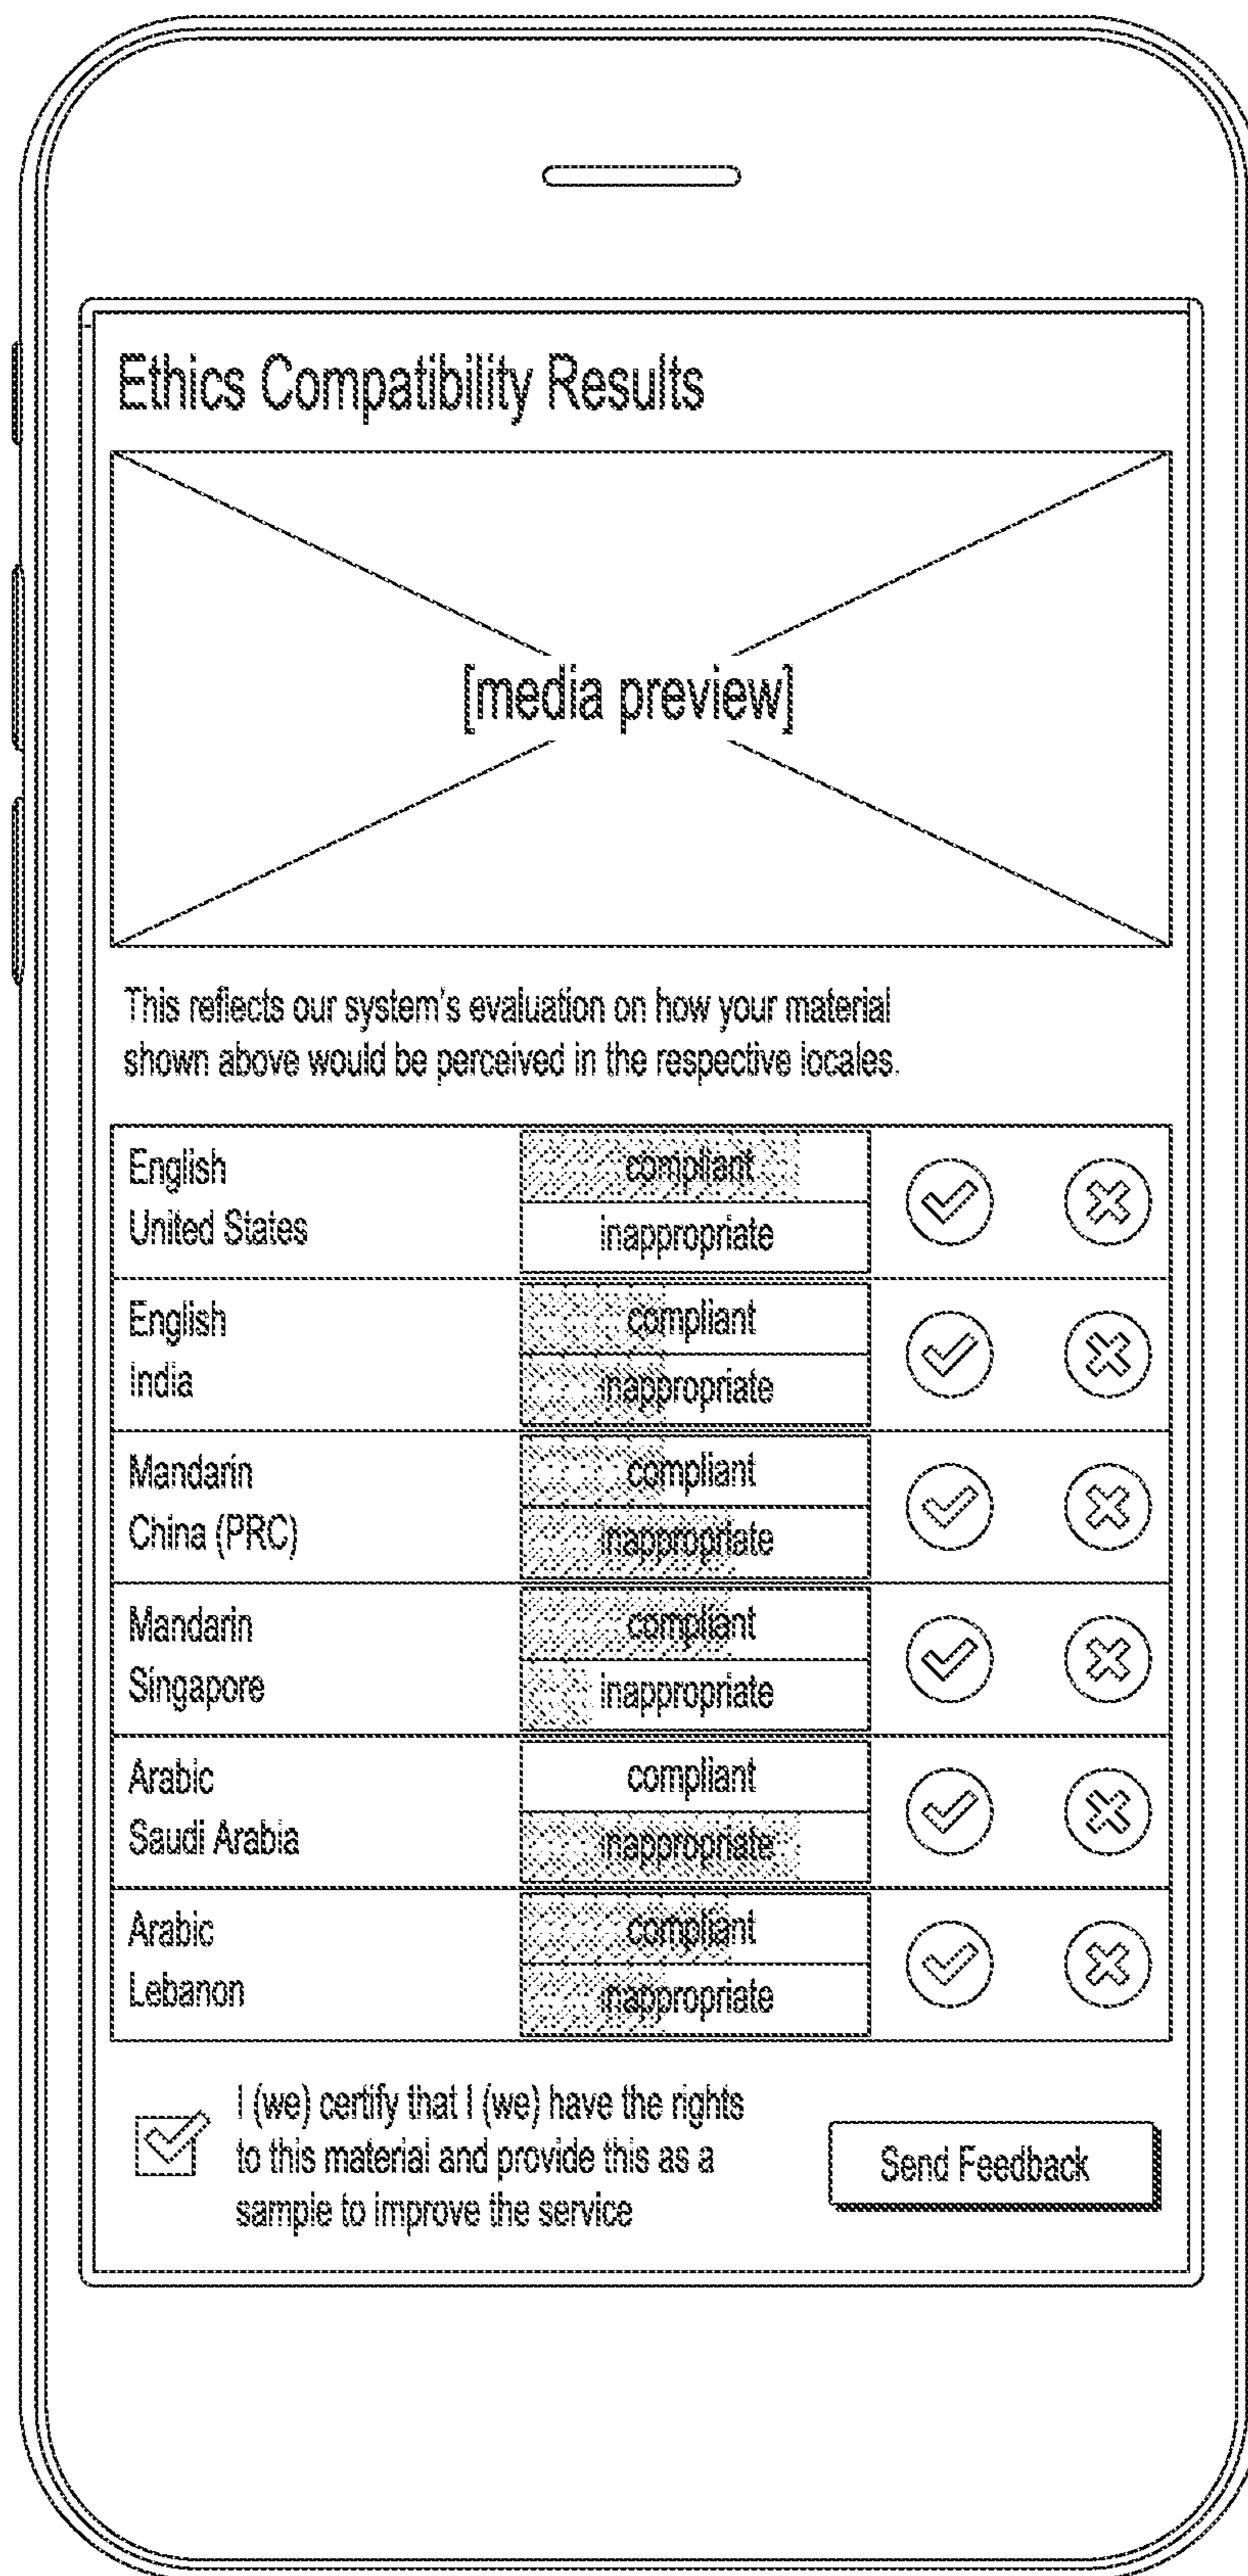 Ethics Compatibility Results
[media preview]
This reflects our system's evaluation on how your material
shown above would be perceived in the respective locales.
English
United States
compliant
inappropriate
English
India
compliant
inappropriate
Mandarin
China (PRC)
compliant
inappropriate
Mandarin
Singapore
compliant
inappropriate
Arabic
Saudi Arabia
compliant
inappropriate
Arabic
Lebanon
compliant
inappropriate
I (we) certify that I (we) have the rights
to this material and provide this as a
sample to improve the service
Send Feedback